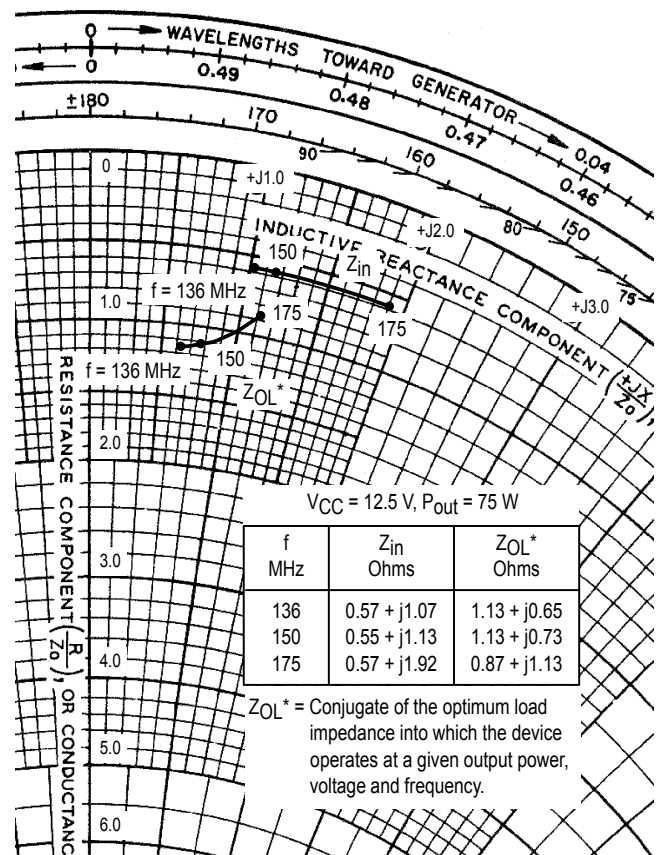 0 → WAVELENGTHS TOWARD GENERATOR → 0.04
0 0.49 0.48 0.47 0.46
±180 170 160 150
90 80 75
+J1.0
+J2.0
+J3.0
INDUCTIVE REACTANCE COMPONENT (+JX/Zo),
0
1.0
2.0
3.0
4.0
5.0
6.0
RESISTANCE COMPONENT (R/Zo), OR CONDUCTANC
150
Zin
f = 136 MHz
175
175
150
f = 136 MHz
ZOL*
VCC = 12.5 V, Pout = 75 W
f MHz Zin Ohms ZOL* Ohms
136 0.57 + j1.07 1.13 + j0.65
150 0.55 + j1.13 1.13 + j0.73
175 0.57 + j1.92 0.87 + j1.13
ZOL* = Conjugate of the optimum load
impedance into which the device
operates at a given output power,
voltage and frequency.